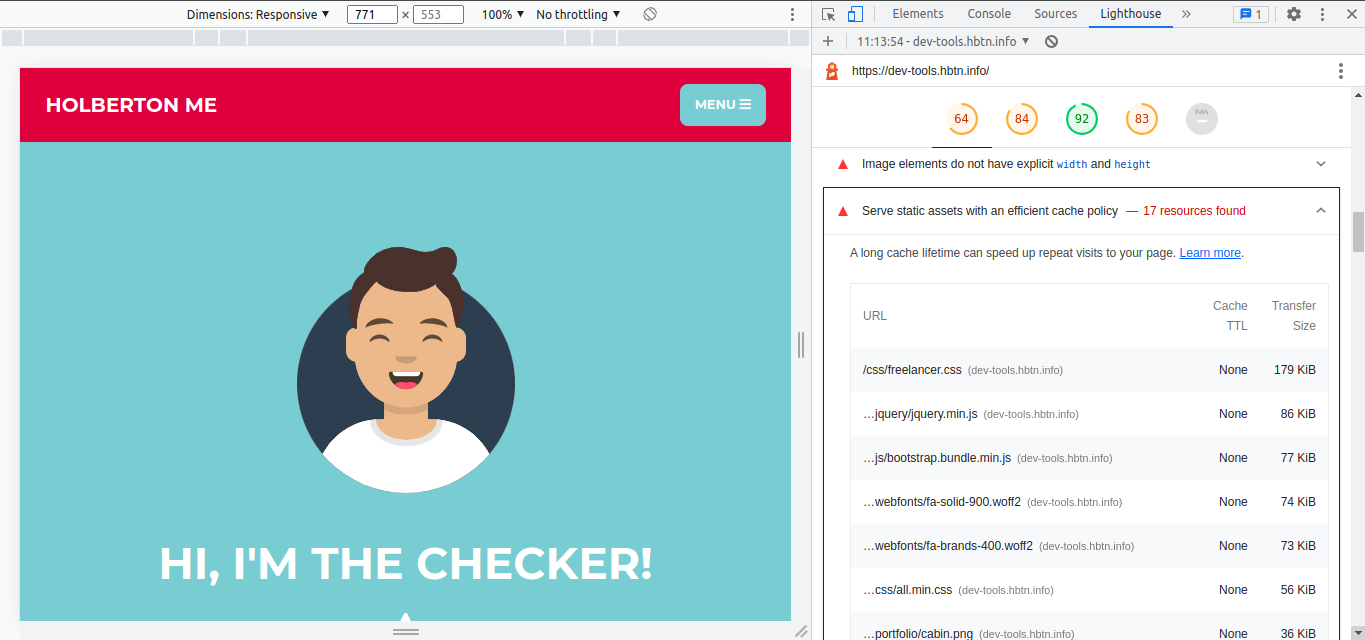 Dimensions: Responsive ▼ 771 × 553 100% ▼ No throttling ▼
Elements Console Sources Lighthouse » 1
+ 11:13:54 - dev-tools.hbtn.info ▼
https://dev-tools.hbtn.info/
HOLBERTON ME
MENU ☰
64 84 92 83 PWA
Image elements do not have explicit width and height
Serve static assets with an efficient cache policy — 17 resources found
A long cache lifetime can speed up repeat visits to your page. Learn more.
URL Cache TTL Transfer Size
/css/freelancer.css (dev-tools.hbtn.info) None 179 KiB
…jquery/jquery.min.js (dev-tools.hbtn.info) None 86 KiB
…js/bootstrap.bundle.min.js (dev-tools.hbtn.info) None 77 KiB
…webfonts/fa-solid-900.woff2 (dev-tools.hbtn.info) None 74 KiB
…webfonts/fa-brands-400.woff2 (dev-tools.hbtn.info) None 73 KiB
…css/all.min.css (dev-tools.hbtn.info) None 56 KiB
…portfolio/cabin.png (dev-tools.hbtn.info) None 36 KiB
HI, I'M THE CHECKER!